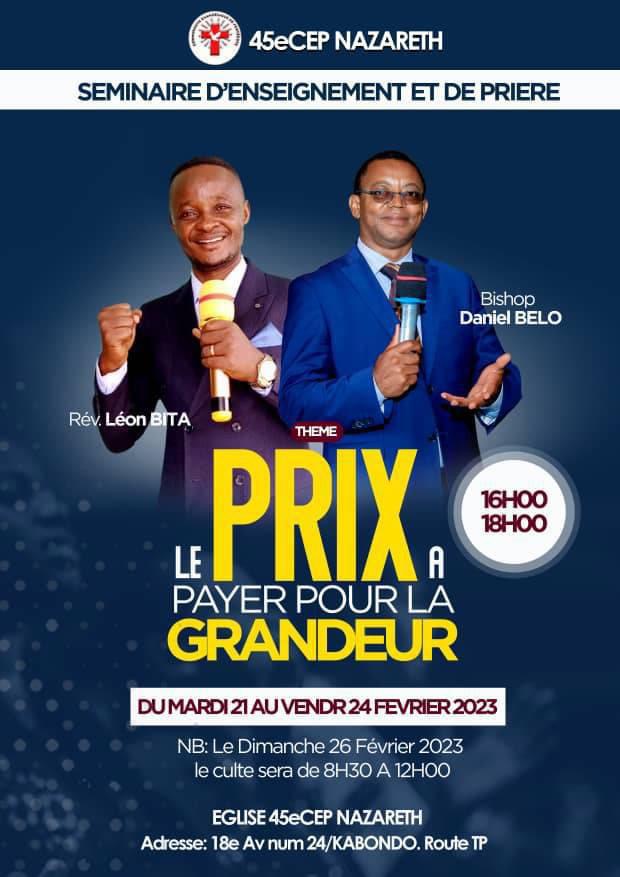 45eCEP NAZARETH
SEMINAIRE D'ENSEIGNEMENT ET DE PRIERE
Bishop
Daniel BELO
Rév. Léon BITA
THEME
LE PRIX A
PAYER POUR LA
GRANDEUR
16H00
18H00
DU MARDI 21 AU VENDR 24 FEVRIER 2023
NB: Le Dimanche 26 Février 2023
le culte sera de 8H30 A 12H00
EGLISE 45eCEP NAZARETH
Adresse: 18e Av num 24/KABONDO. Route TP